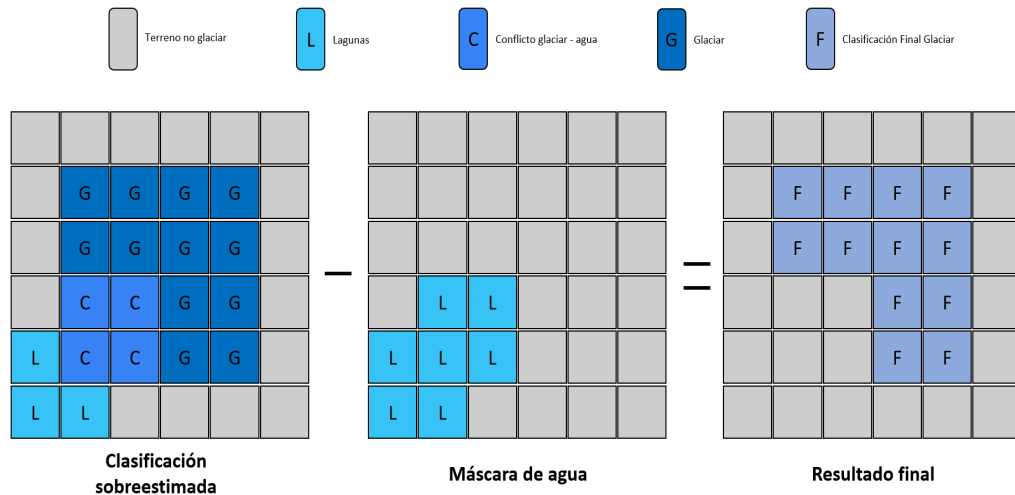 L Lagunas
Terreno no glaciar
C Conflicto glaciar - agua
G Glaciar
F Clasificación Final Glaciar
G G G G
G G G G
C C G G
L C C G G
L L
Clasificación
sobreestimada
−
L L
L L L
L L
Máscara de agua
=
F F F F
F F F F
F F
F F
Resultado final